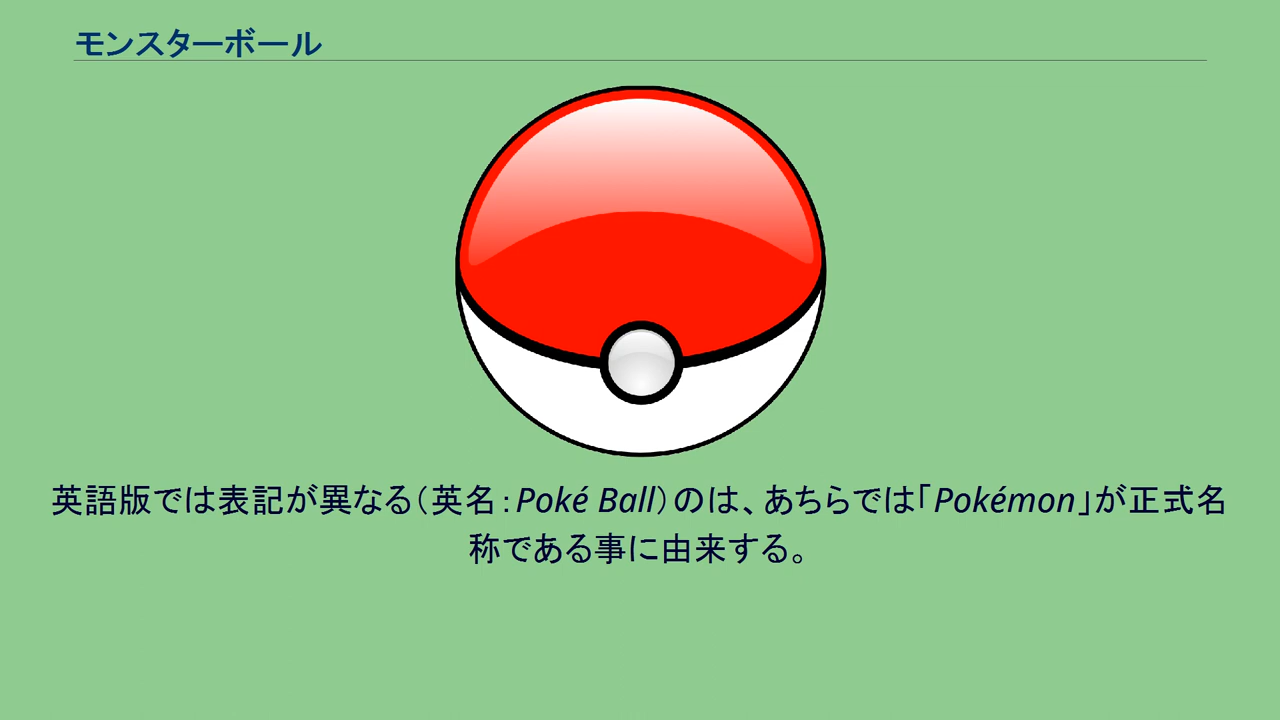 モンスターボール
英語版では表記が異なる(英名:Poké Ball)のは、あちらでは「Pokémon」が正式名
称である事に由来する。